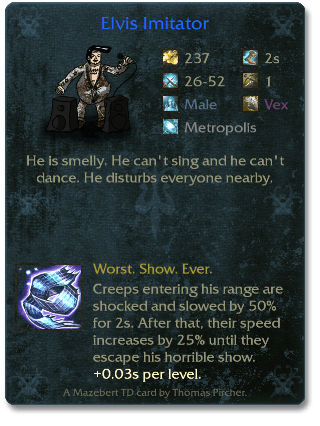 Elvis Imitator
237 2s
26-52 1
Male Vex
Metropolis
He is smelly. He can't sing and he can't
dance. He disturbs everyone nearby.
Worst. Show. Ever.
Creeps entering his range are
shocked and slowed by 50%
for 2s. After that, their speed
increases by 25% until they
escape his horrible show.
+0.03s per level.
A Mazebert TD card by Thomas Pircher.